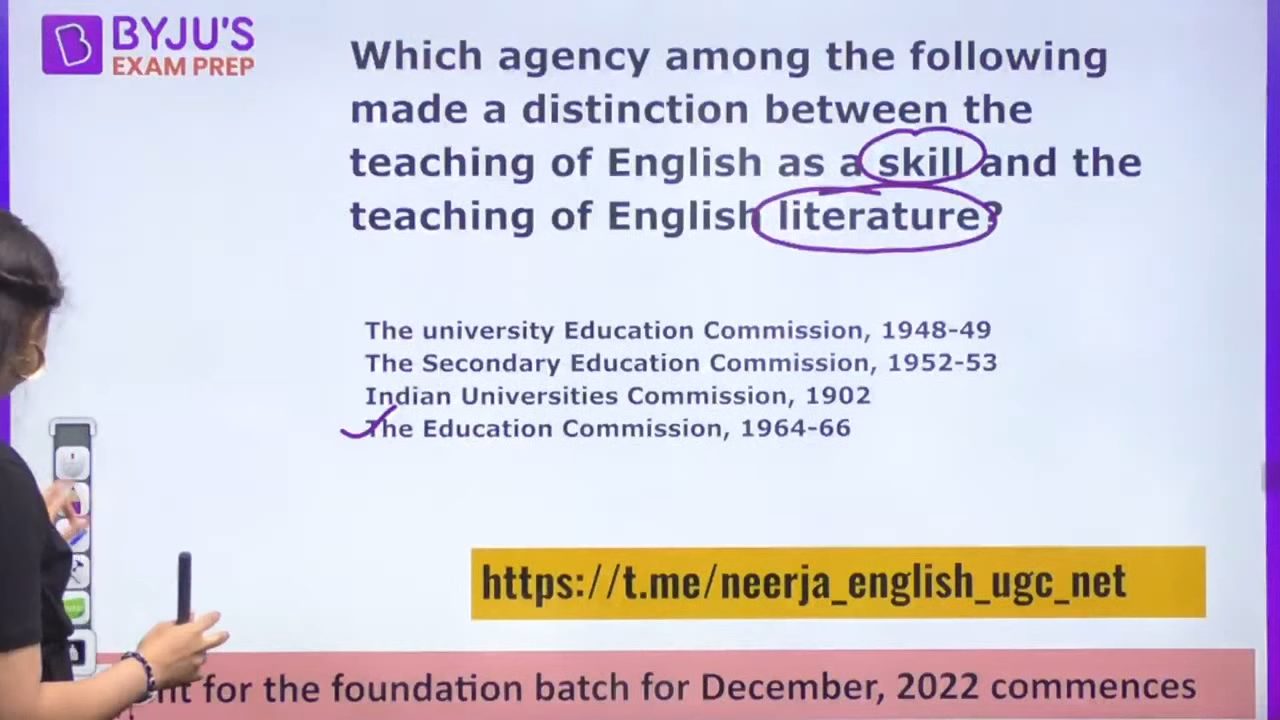 BYJU'S
EXAM PREP
Which agency among the following
made a distinction between the
teaching of English as a skill and the
teaching of English literature?
The university Education Commission, 1948-49
The Secondary Education Commission, 1952-53
Indian Universities Commission, 1902
The Education Commission, 1964-66
https://t.me/neerja_english_ugc_net
for the foundation batch for December, 2022 commences